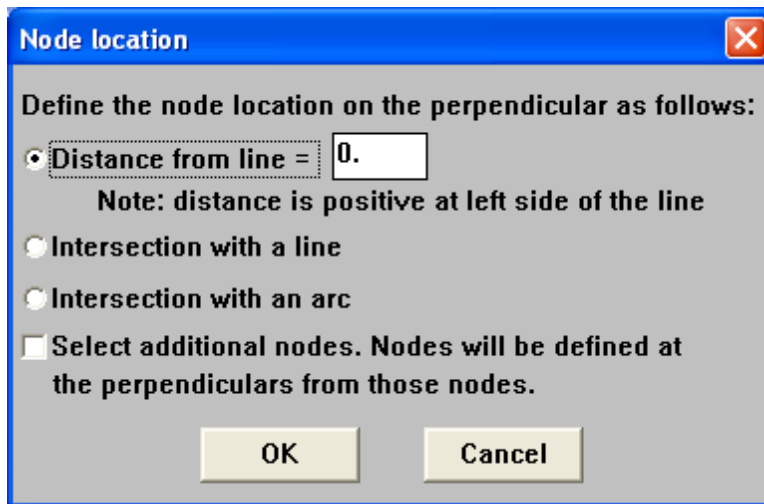 Node location
Define the node location on the perpendicular as follows:
Distance from line = 0.
Note: distance is positive at left side of the line
Intersection with a line
Intersection with an arc
Select additional nodes. Nodes will be defined at
the perpendiculars from those nodes.
OK Cancel